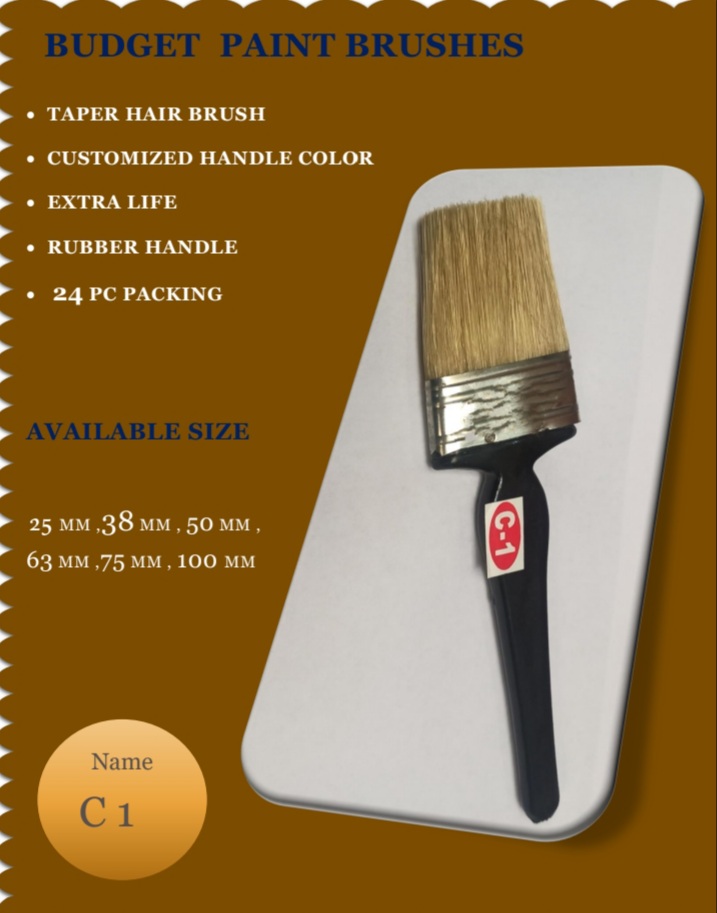 BUDGET PAINT BRUSHES
• TAPER HAIR BRUSH
• CUSTOMIZED HANDLE COLOR
• EXTRA LIFE
• RUBBER HANDLE
• 24 PC PACKING
AVAILABLE SIZE
25 MM ,38 MM , 50 MM ,
63 MM ,75 MM , 100 MM
C-1
Name
C 1